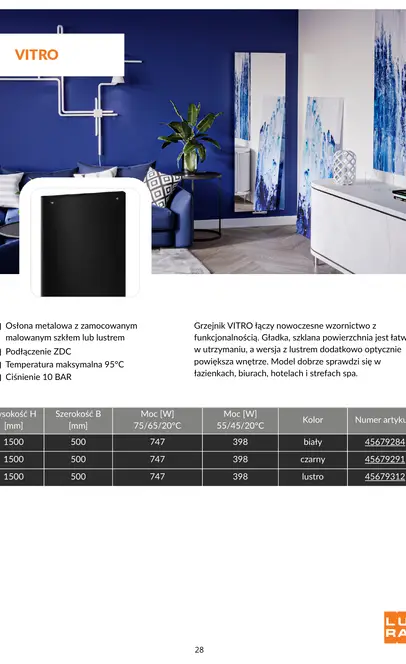 VITRO
Osłona metalowa z zamocowanym
malowanym szkłem lub lustrem
Podłączenie ZDC
Temperatura maksymalna 95°C
Ciśnienie 10 BAR
Grzejnik VITRO łączy nowoczesne wzornictwo z
funkcjonalnością. Gładka, szklana powierzchnia jest łatw
w utrzymaniu, a wersja z lustrem dodatkowo optycznie
powiększa wnętrze. Model dobrze sprawdzi się w
łazienkach, biurach, hotelach i strefach spa.
ysokość H [mm] Szerokość B [mm] Moc [W] 75/65/20°C Moc [W] 55/45/20°C Kolor Numer artyku
1500 500 747 398 biały 45679284
1500 500 747 398 czarny 45679291
1500 500 747 398 lustro 45679312
LU
RA
28